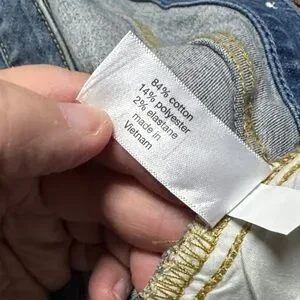 84% cotton
14% polyester
2% elastane
made in
Vietnam